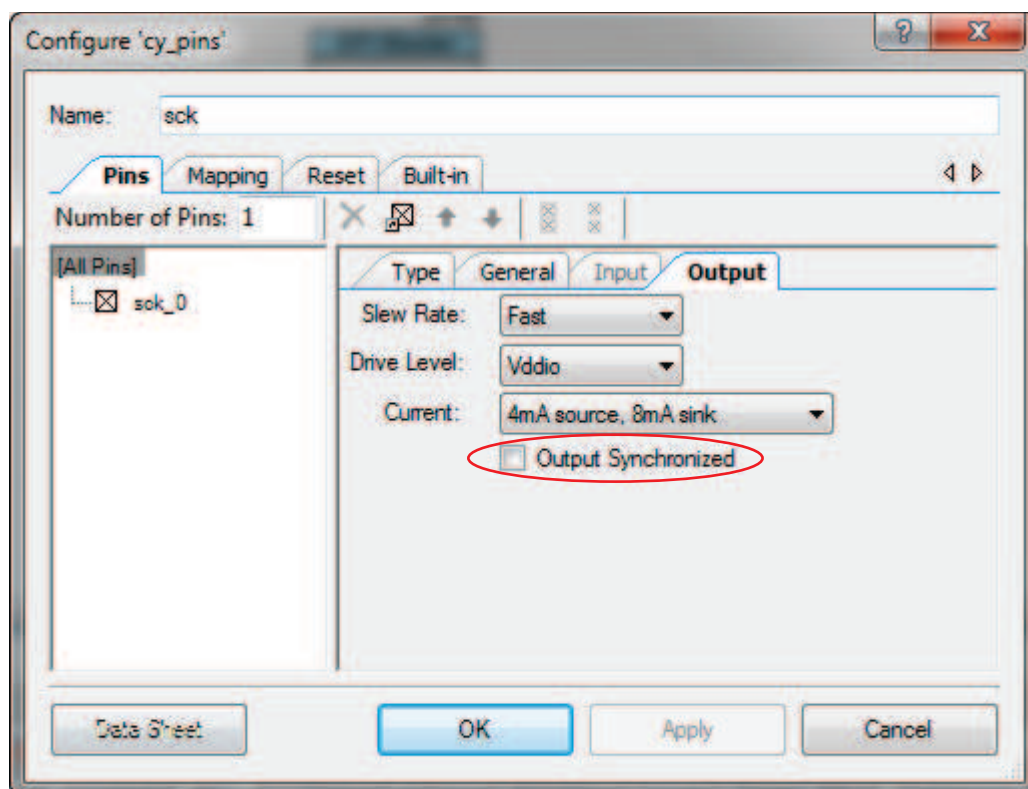 Configure 'cy_pins'
Name: sck
Pins Mapping Reset Built-in
Number of Pins: 1
[All Pins]
sck_0
Type General Input Output
Slew Rate: Fast
Drive Level: Vddio
Current: 4mA source, 8mA sink
Output Synchronized
Data Sheet OK Apply Cancel